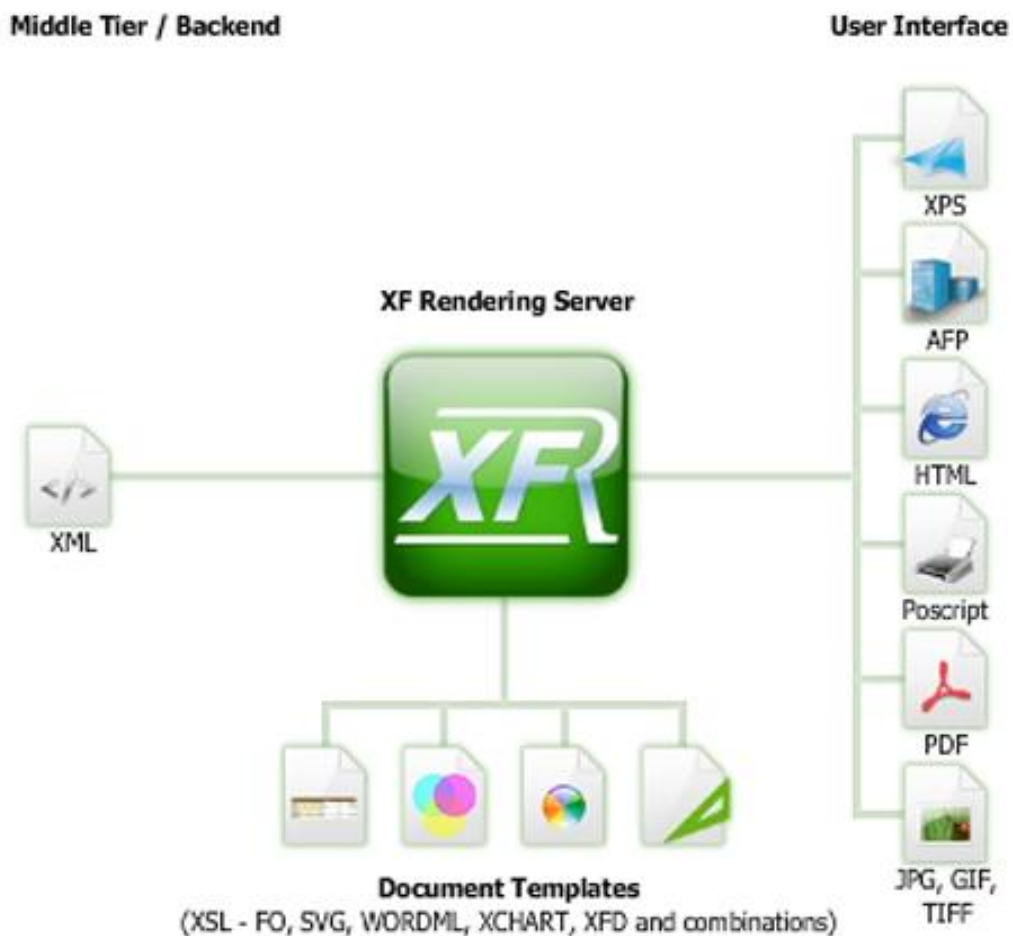 Middle Tier / Backend
User Interface
XPS
AFP
XF Rendering Server
HTML
XFR
</>
XML
Poscript
PDF
JPG, GIF,
TIFF
Document Templates
(XSL - FO, SVG, WORDML, XCHART, XFD and combinations)